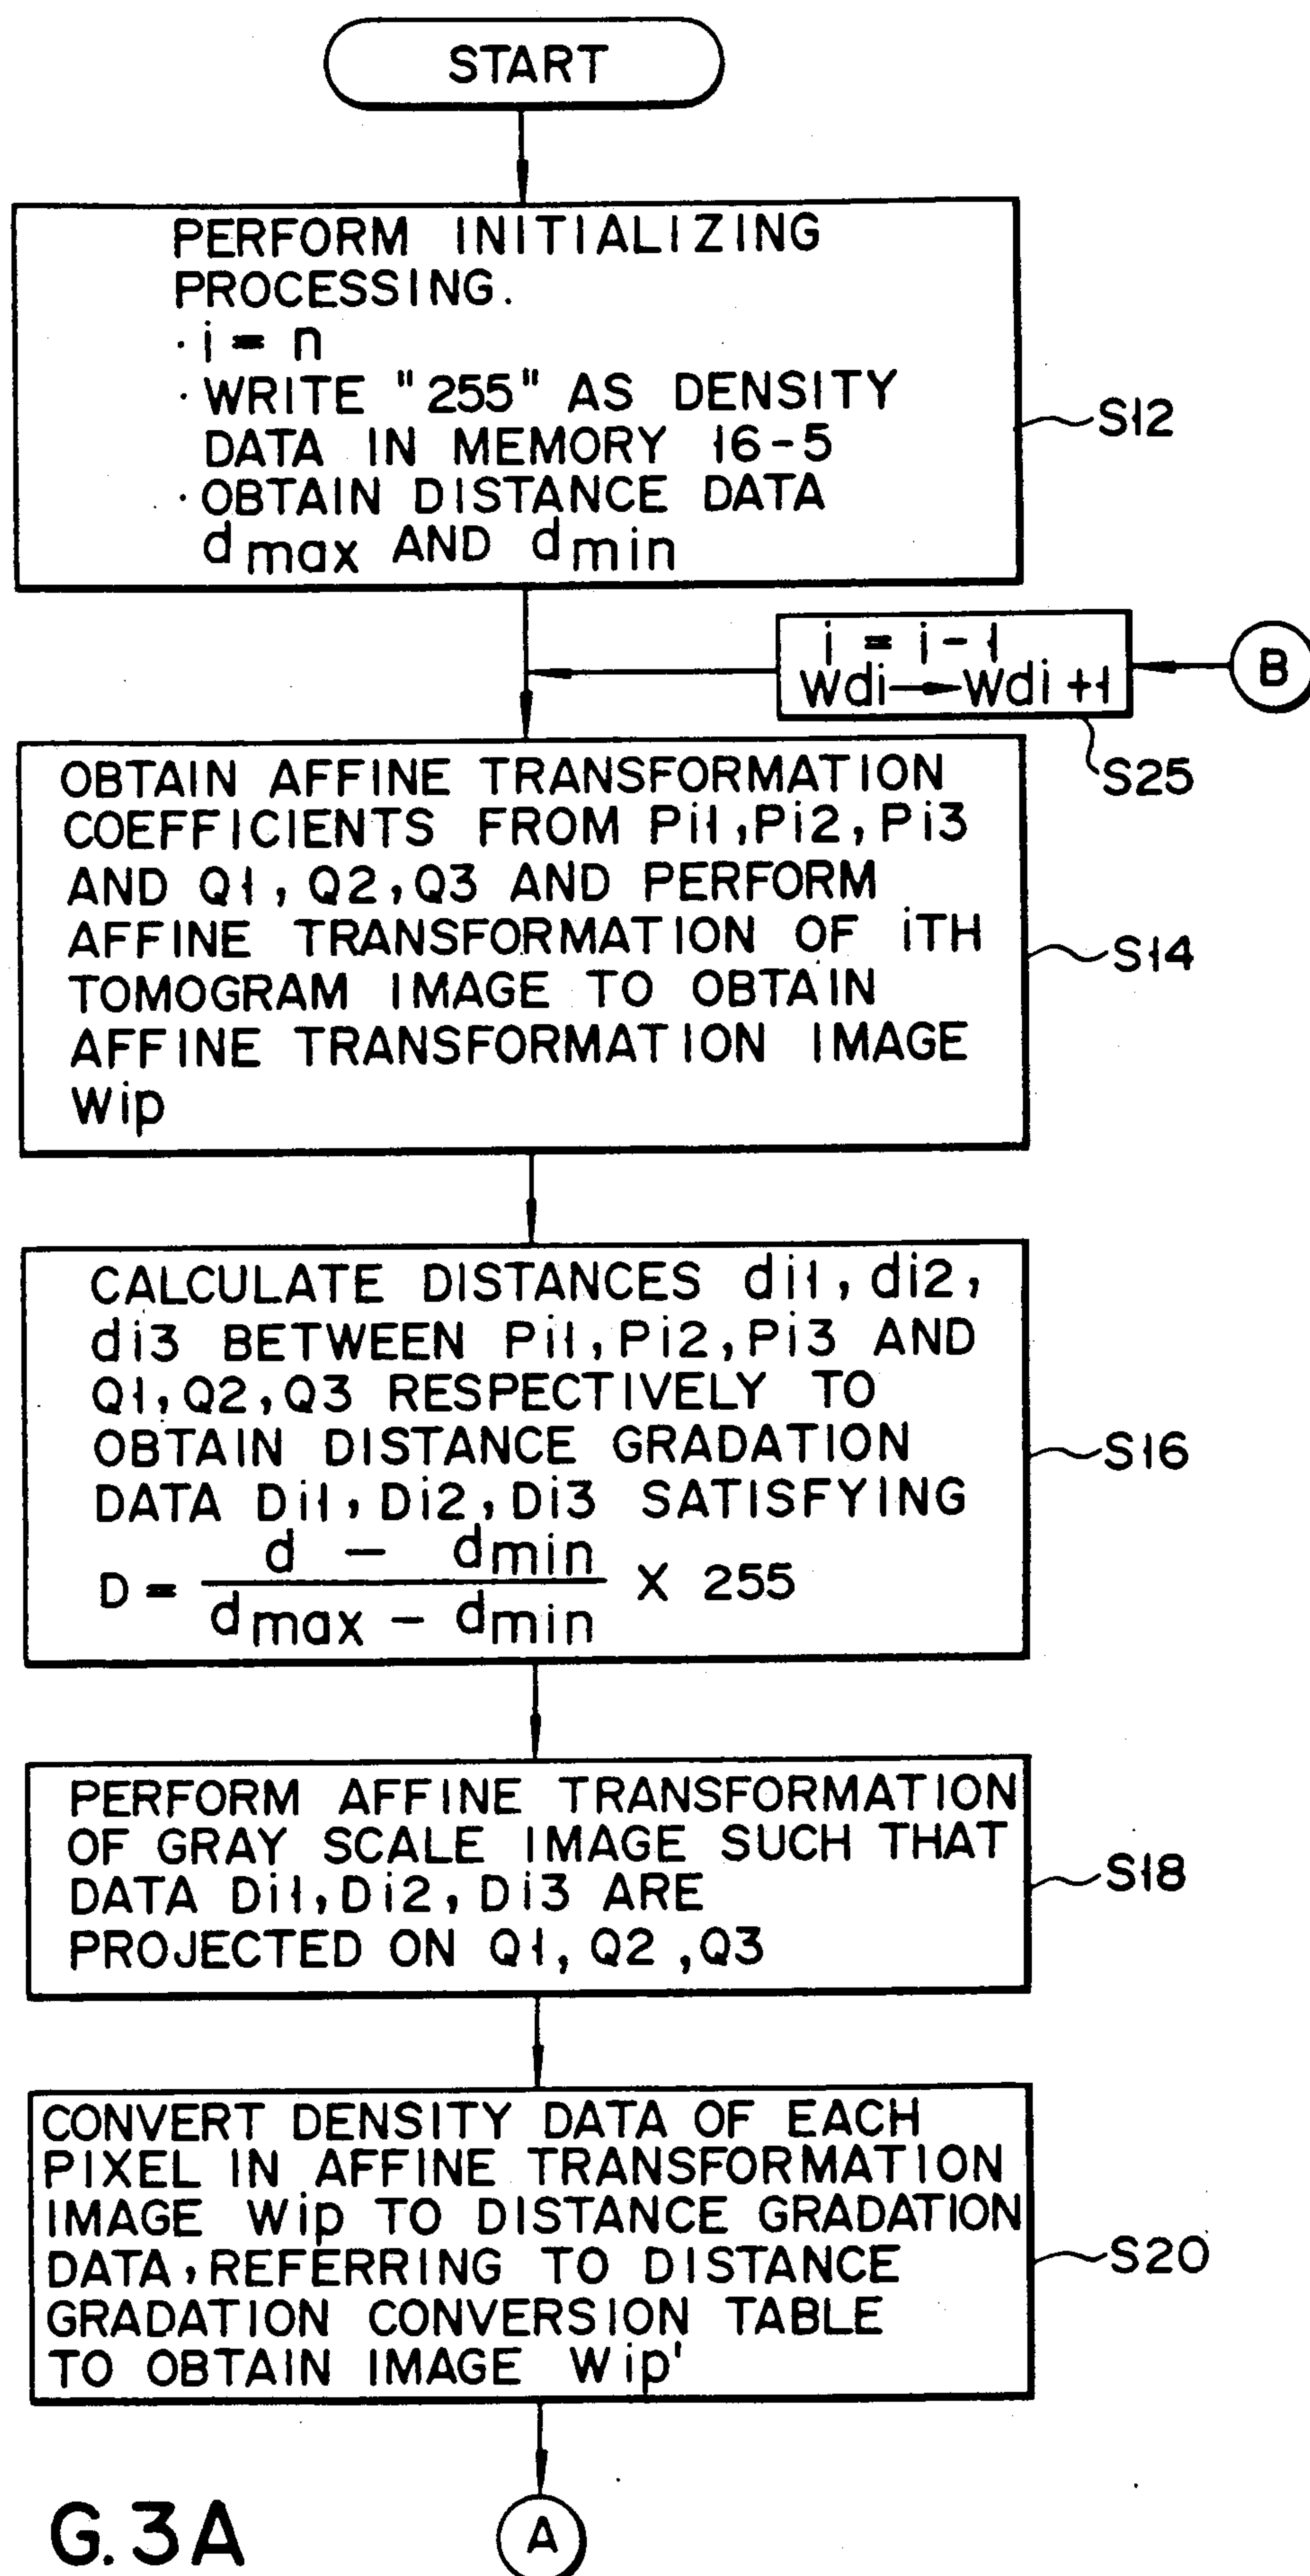 START
PERFORM INITIALIZING
PROCESSING.
· i = n
· WRITE "255" AS DENSITY
DATA IN MEMORY 16-5
· OBTAIN DISTANCE DATA
dmax AND dmin
S12
i = i - 1
Wdi→Wdi+1
B
S25
OBTAIN AFFINE TRANSFORMATION
COEFFICIENTS FROM Pi1, Pi2, Pi3
AND Q1, Q2, Q3 AND PERFORM
AFFINE TRANSFORMATION OF iTH
TOMOGRAM IMAGE TO OBTAIN
AFFINE TRANSFORMATION IMAGE
Wip
S14
CALCULATE DISTANCES di1, di2,
di3 BETWEEN Pi1, Pi2, Pi3 AND
Q1, Q2, Q3 RESPECTIVELY TO
OBTAIN DISTANCE GRADATION
DATA Di1, Di2, Di3 SATISFYING
d - dmin
D = ―――― X 255
dmax - dmin
S16
PERFORM AFFINE TRANSFORMATION
OF GRAY SCALE IMAGE SUCH THAT
DATA Di1, Di2, Di3 ARE
PROJECTED ON Q1, Q2, Q3
S18
CONVERT DENSITY DATA OF EACH
PIXEL IN AFFINE TRANSFORMATION
IMAGE Wip TO DISTANCE GRADATION
DATA, REFERRING TO DISTANCE
GRADATION CONVERSION TABLE
TO OBTAIN IMAGE Wip'
S20
A
G. 3A